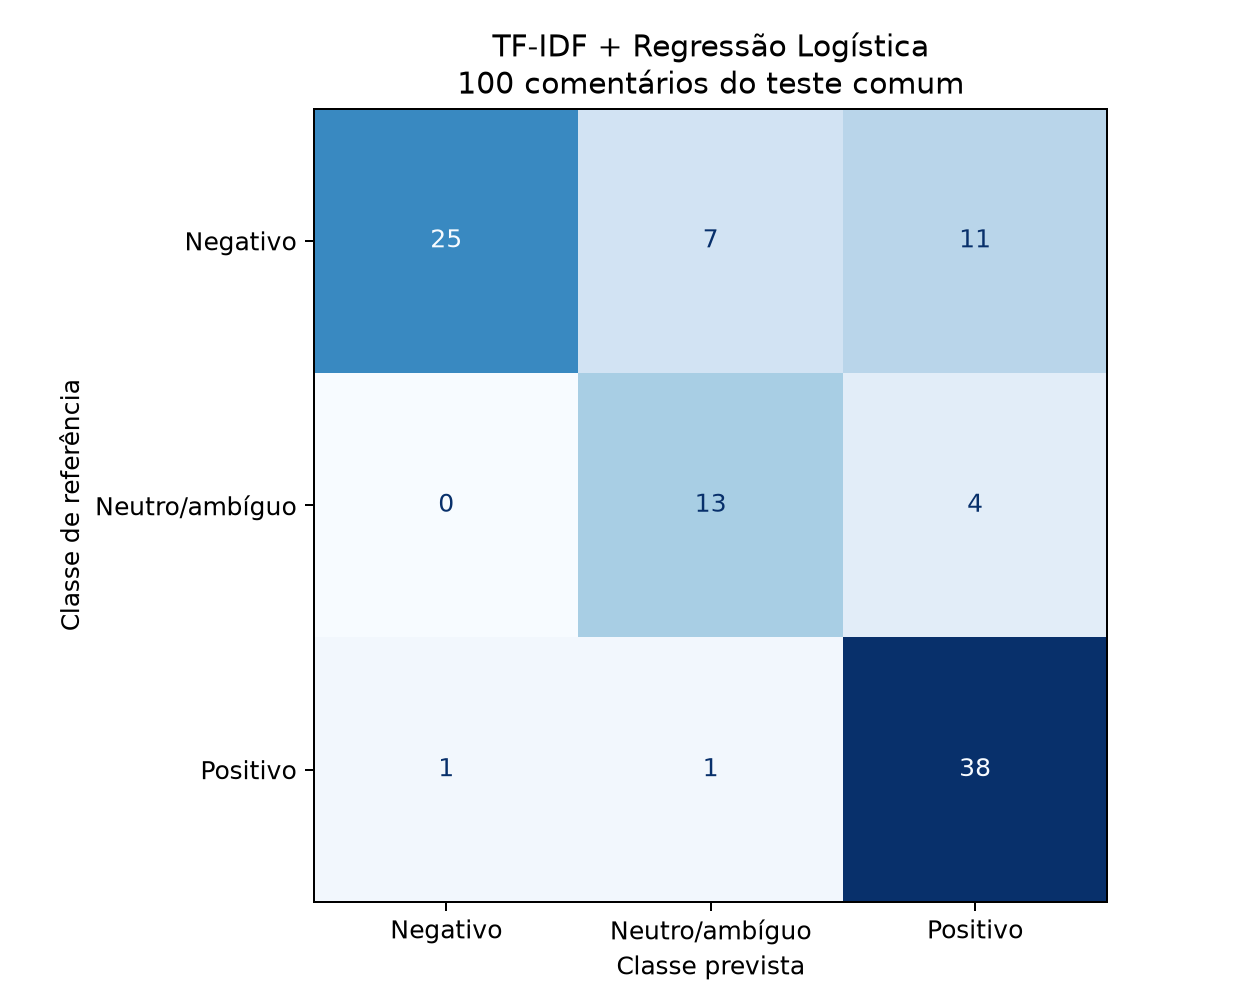 TF-IDF + Regressão Logística
100 comentários do teste comum
Classe de referência
Negativo
25 7 11
Neutro/ambíguo
0 13 4
Positivo
1 1 38
Negativo Neutro/ambíguo Positivo
Classe prevista